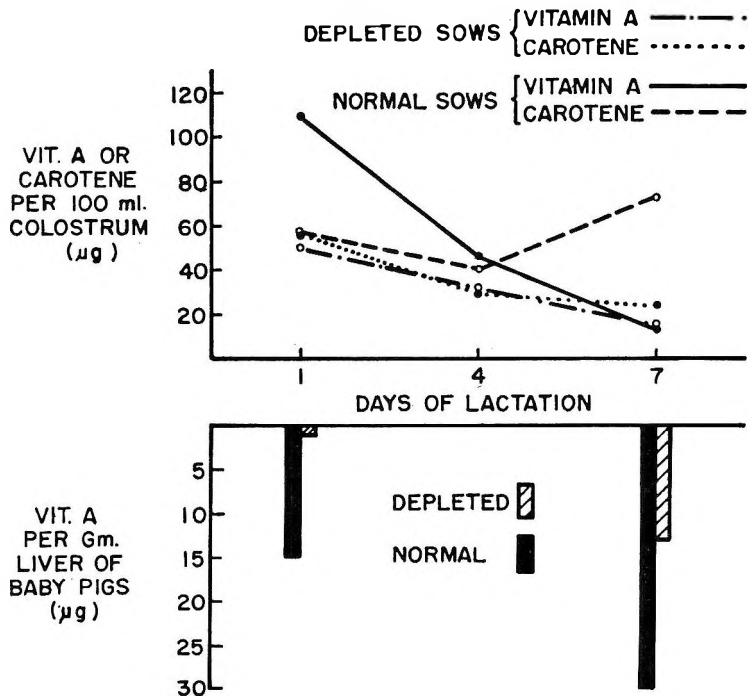 DEPLETED SOWS { VITAMIN A
CAROTENE
NORMAL SOWS { VITAMIN A
CAROTENE
VIT. A OR
CAROTENE
PER 100 ml.
COLOSTRUM
(µg)
120
100
80
60
40
20
1 4 7
DAYS OF LACTATION
VIT. A
PER Gm.
LIVER OF
BABY PIGS
(µg)
5
10
15
20
25
30
DEPLETED
NORMAL